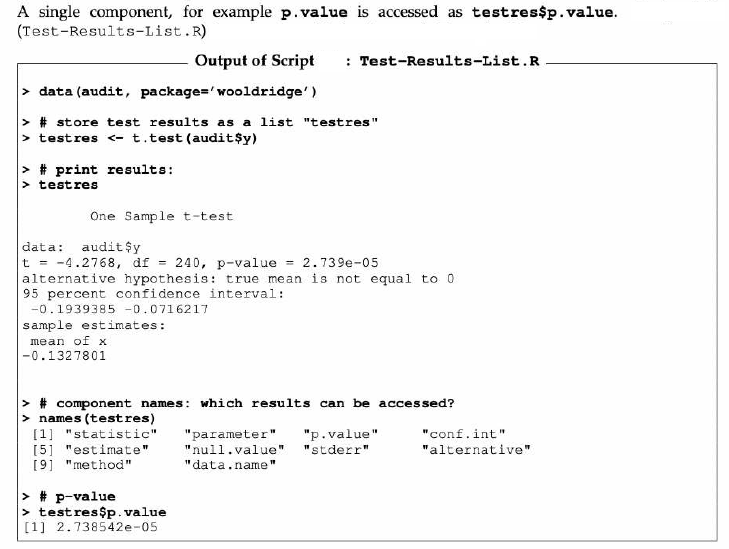 A single component, for example p.value is accessed as testres$p.value.
(Test-Results-List.R)
Output of Script : Test-Results-List.R
> data(audit, package='wooldridge')
> # store test results as a list "testres"
> testres <- t.test(audit$y)
> # print results:
> testres
One Sample t-test
data: audit$y
t = -4.2768, df = 240, p-value = 2.739e-05
alternative hypothesis: true mean is not equal to 0
95 percent confidence interval:
-0.1939385 -0.0716217
sample estimates:
mean of x
-0.1327801
> # component names: which results can be accessed?
> names(testres)
[1] "statistic" "parameter" "p.value" "conf.int"
[5] "estimate" "null.value" "stderr" "alternative"
[9] "method" "data.name"
> # p-value
> testres$p.value
[1] 2.738542e-05